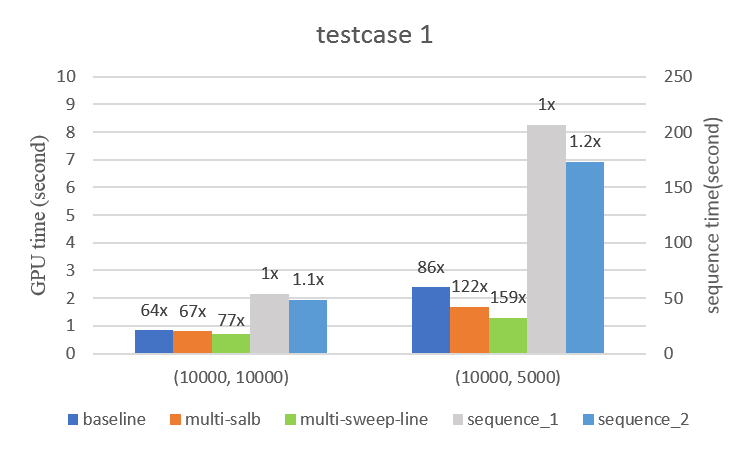 testcase 1
GPU time (second)
10
9
8
7
6
5
4
3
2
1
0
250
200
150
100
50
0
sequence time(second)
64x 67x 77x 1x 1.1x
86x 122x 159x 1x 1.2x
(10000, 10000) (10000, 5000)
baseline multi-salb multi-sweep-line sequence_1 sequence_2